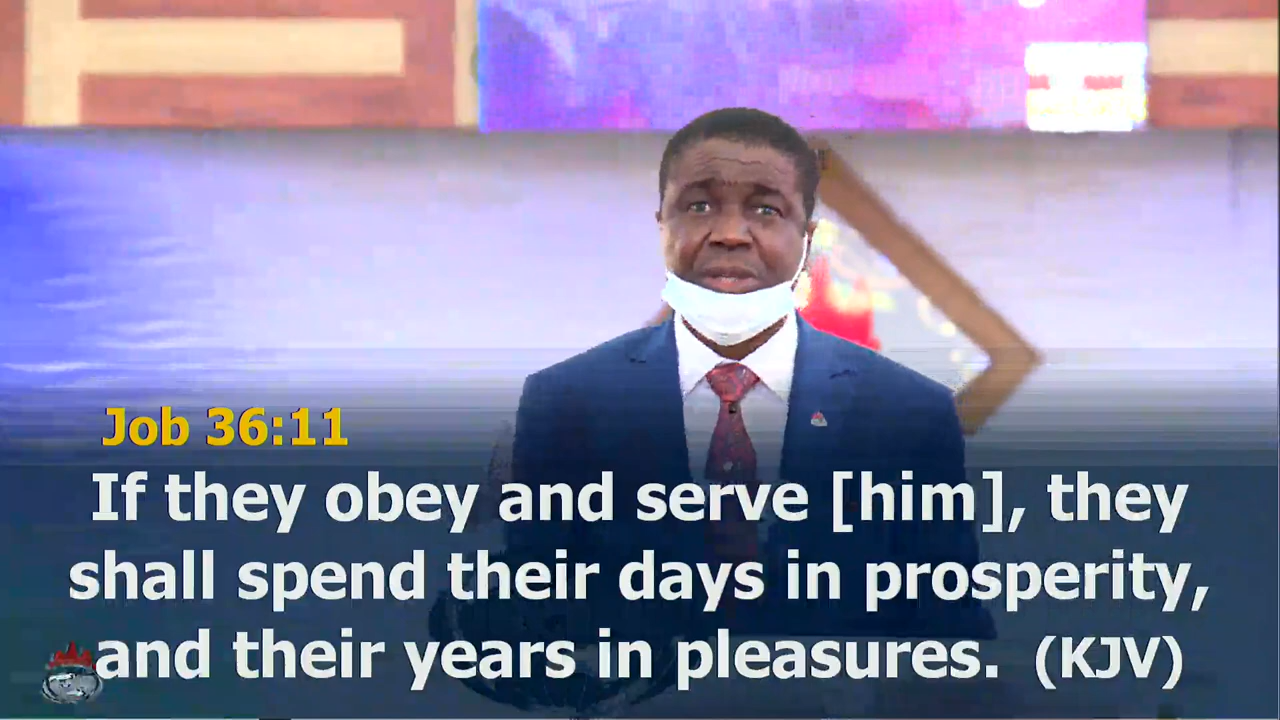 Job 36:11
If they obey and serve [him], they
shall spend their days in prosperity,
and their years in pleasures. (KJV)